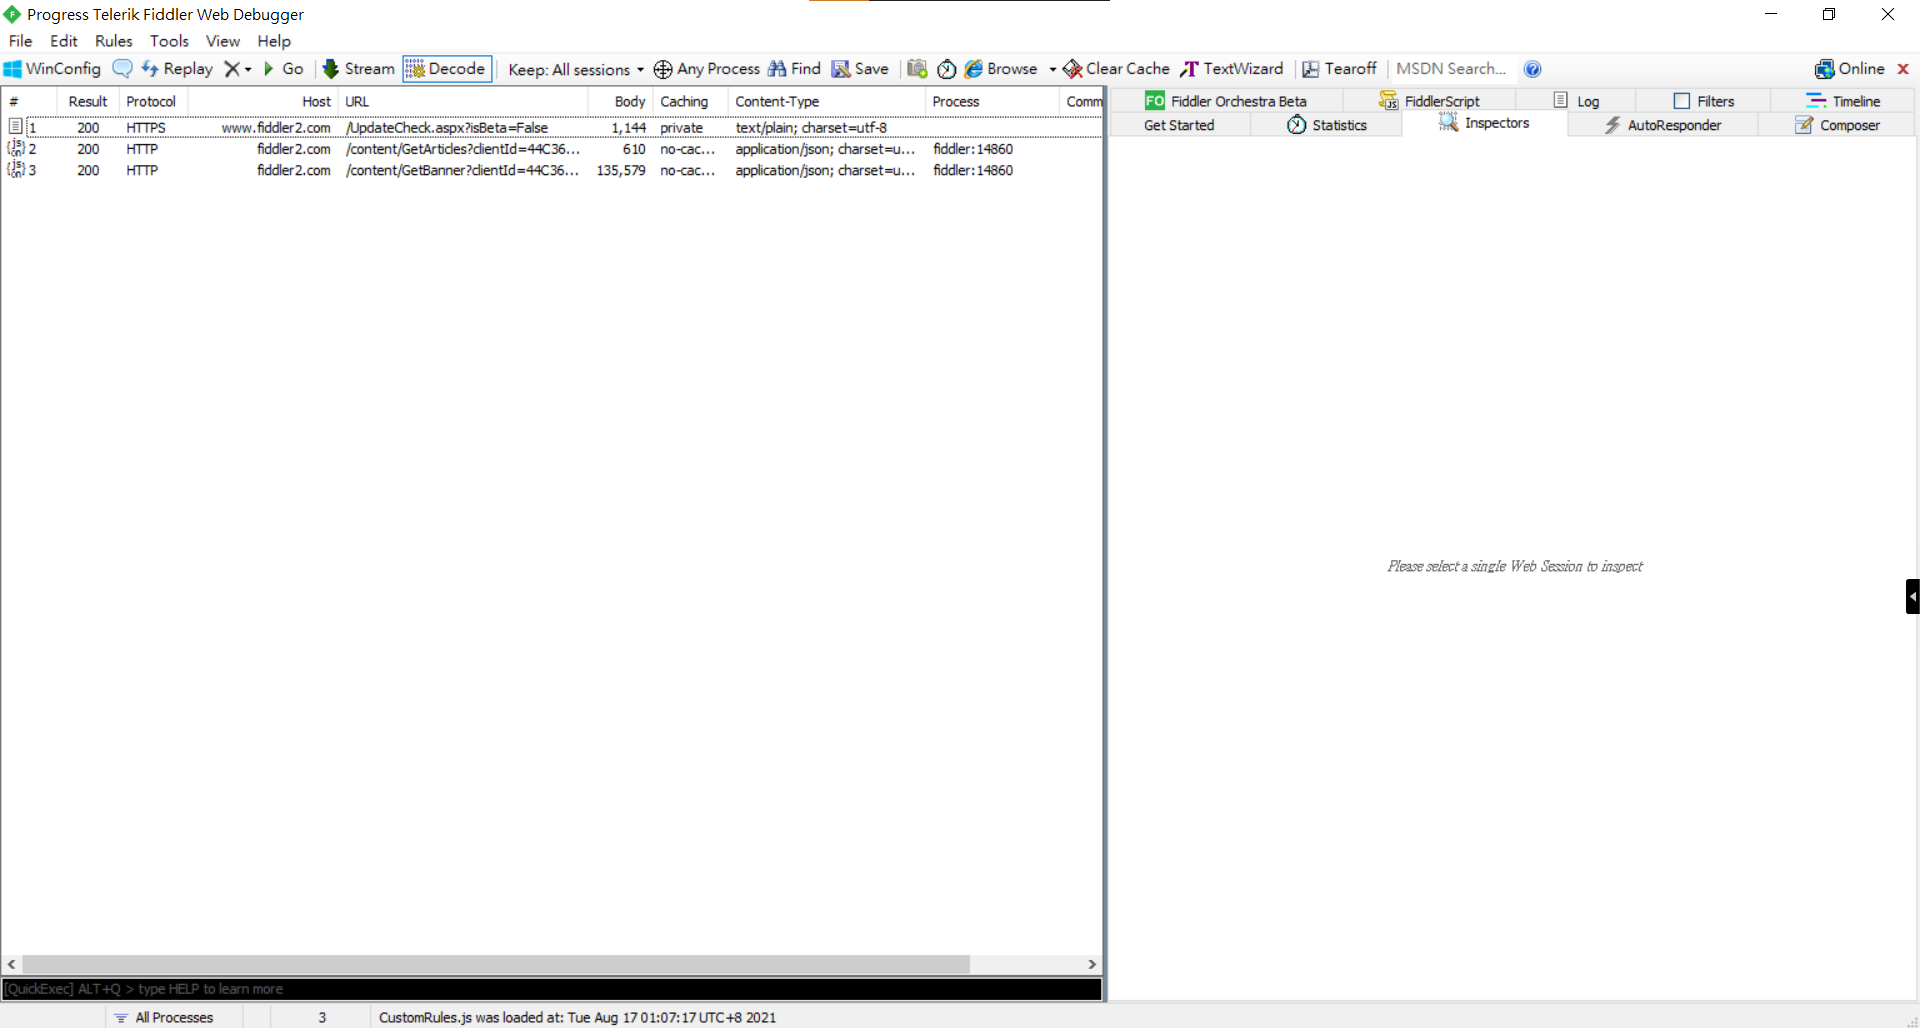 Progress Telerik Fiddler Web Debugger
File Edit Rules Tools View Help
WinConfig Replay Go Stream Decode Keep: All sessions Any Process Find Save Browse Clear Cache TextWizard Tearoff MSDN Search... Online
# Result Protocol Host URL Body Caching Content-Type Process Comm
1 200 HTTPS www.fiddler2.com /UpdateCheck.aspx?isBeta=False 1,144 private text/plain; charset=utf-8
2 200 HTTP fiddler2.com /content/GetArticles?clientId=44C36... 610 no-cac... application/json; charset=u... fiddler:14860
3 200 HTTP fiddler2.com /content/GetBanner?clientId=44C36... 135,579 no-cac... application/json; charset=u... fiddler:14860
FO Fiddler Orchestra Beta FiddlerScript Log Filters Timeline
Get Started Statistics Inspectors AutoResponder Composer
Please select a single Web Session to inspect
[QuickExec] ALT+Q > type HELP to learn more
All Processes 3 CustomRules.js was loaded at: Tue Aug 17 01:07:17 UTC+8 2021